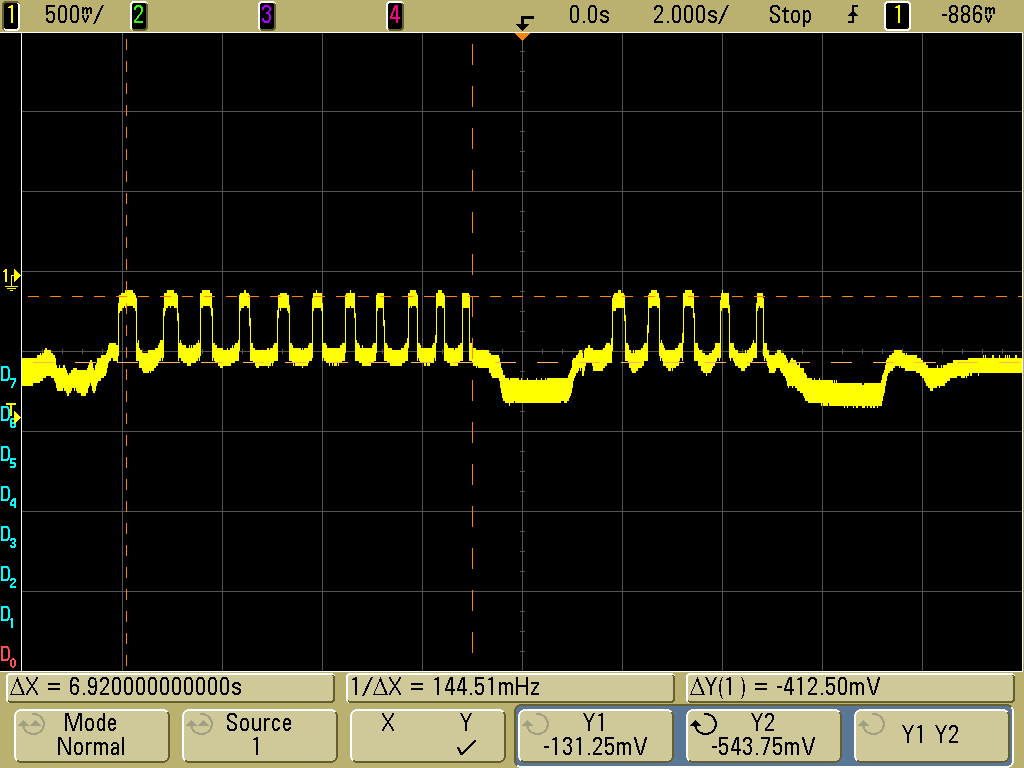 1 500mV/ 2 3 4 0.0s 2.000s/ Stop 1 -886mV
1
D7
T
D5
D4
D3
D2
D1
D0
ΔX = 6.920000000000s 1/ΔX = 144.51mHz ΔY(1) = -412.50mV
Mode Source X Y Y1 Y2 Y1 Y2
Normal 1 ✓ -131.25mV -543.75mV